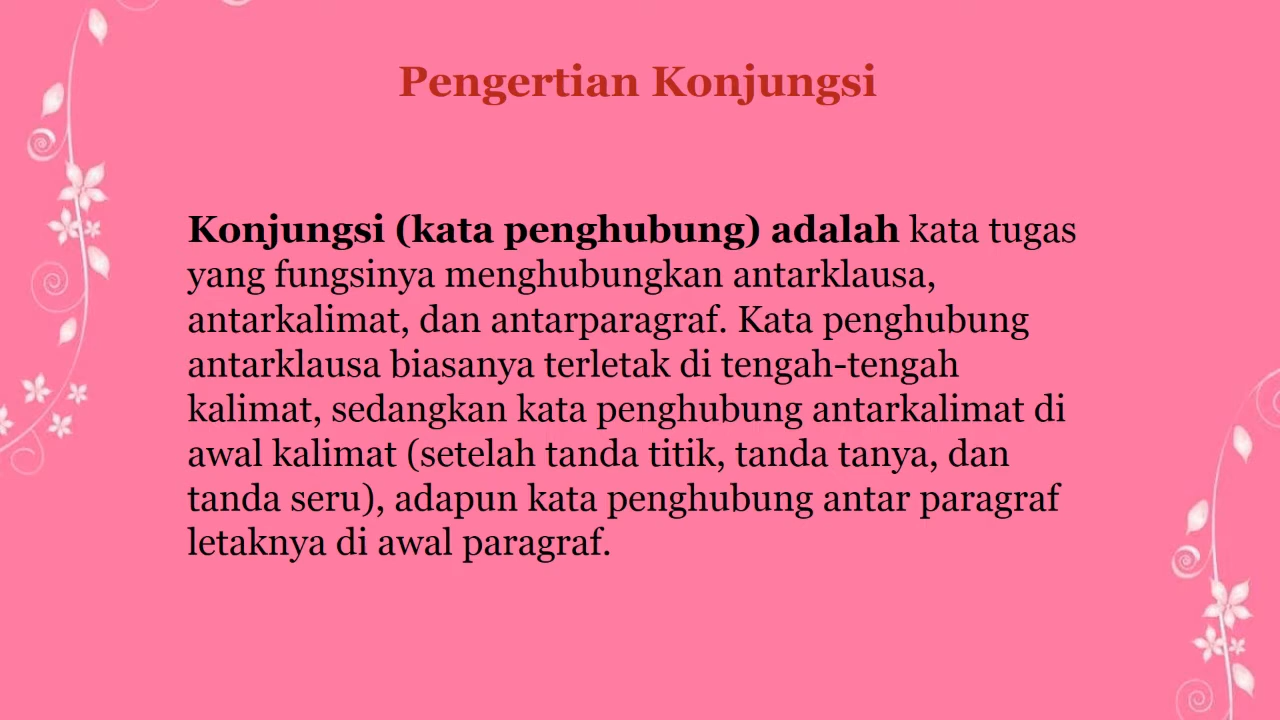 Pengertian Konjungsi
Konjungsi (kata penghubung) adalah kata tugas
yang fungsinya menghubungkan antarklausa,
antarkalimat, dan antarparagraf. Kata penghubung
antarklausa biasanya terletak di tengah-tengah
kalimat, sedangkan kata penghubung antarkalimat di
awal kalimat (setelah tanda titik, tanda tanya, dan
tanda seru), adapun kata penghubung antar paragraf
letaknya di awal paragraf.